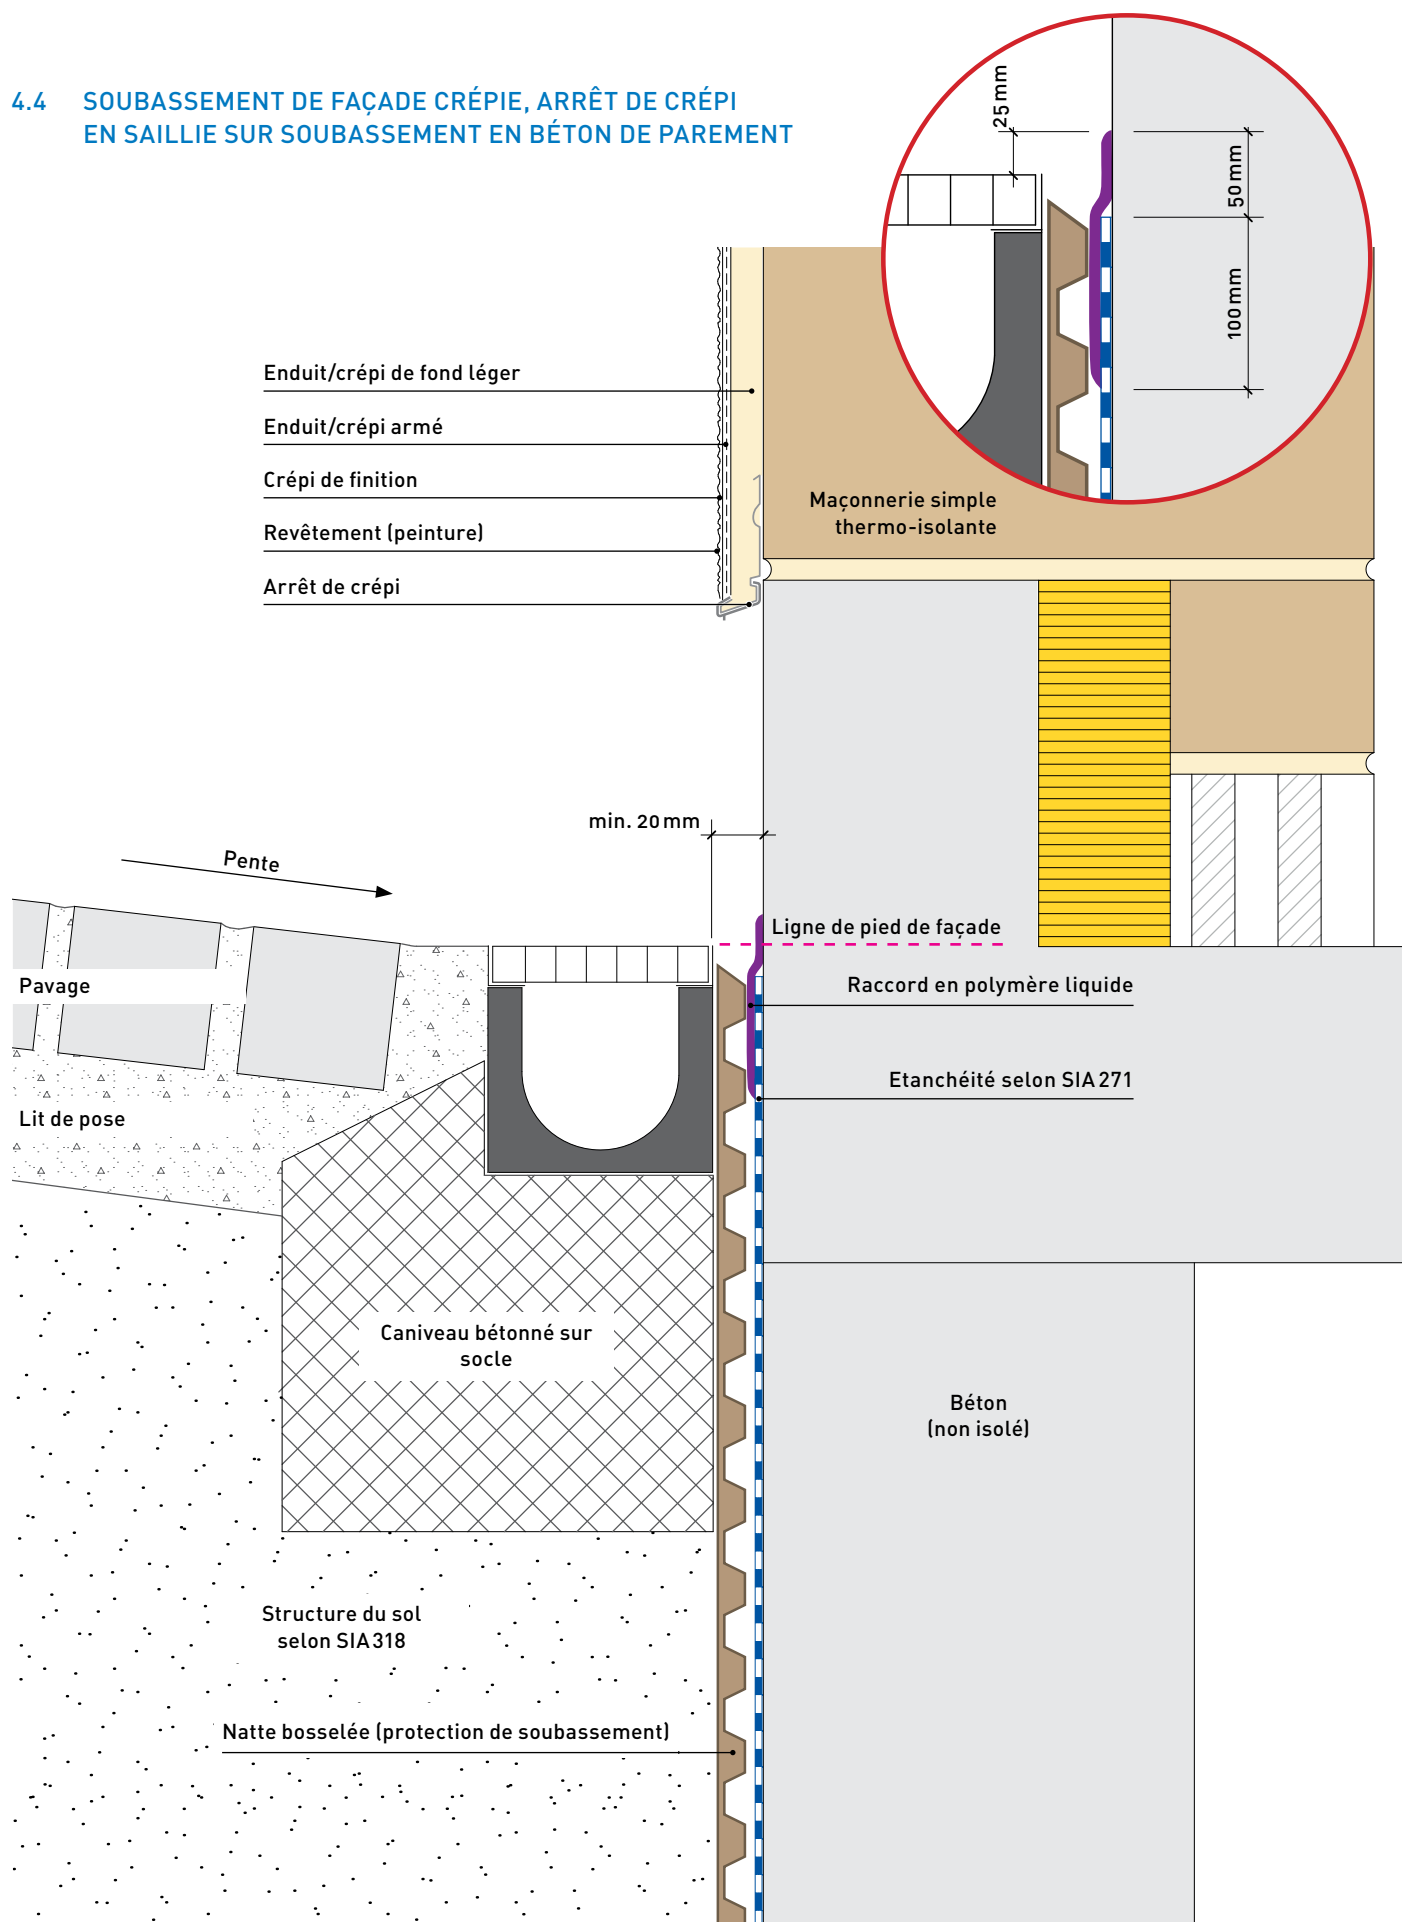 4.4 SOUBASSEMENT DE FAÇADE CRÉPIE, ARRÊT DE CRÉPI
EN SAILLIE SUR SOUBASSEMENT EN BÉTON DE PAREMENT
25 mm
50 mm
100 mm
Enduit/crépi de fond léger
Enduit/crépi armé
Crépi de finition
Revêtement (peinture)
Arrêt de crépi
Maçonnerie simple
thermo-isolante
min. 20 mm
Pente
Ligne de pied de façade
Pavage
Raccord en polymère liquide
Etanchéité selon SIA 271
Lit de pose
Caniveau bétonné sur
socle
Béton
(non isolé)
Structure du sol
selon SIA 318
Natte bosselée (protection de soubassement)